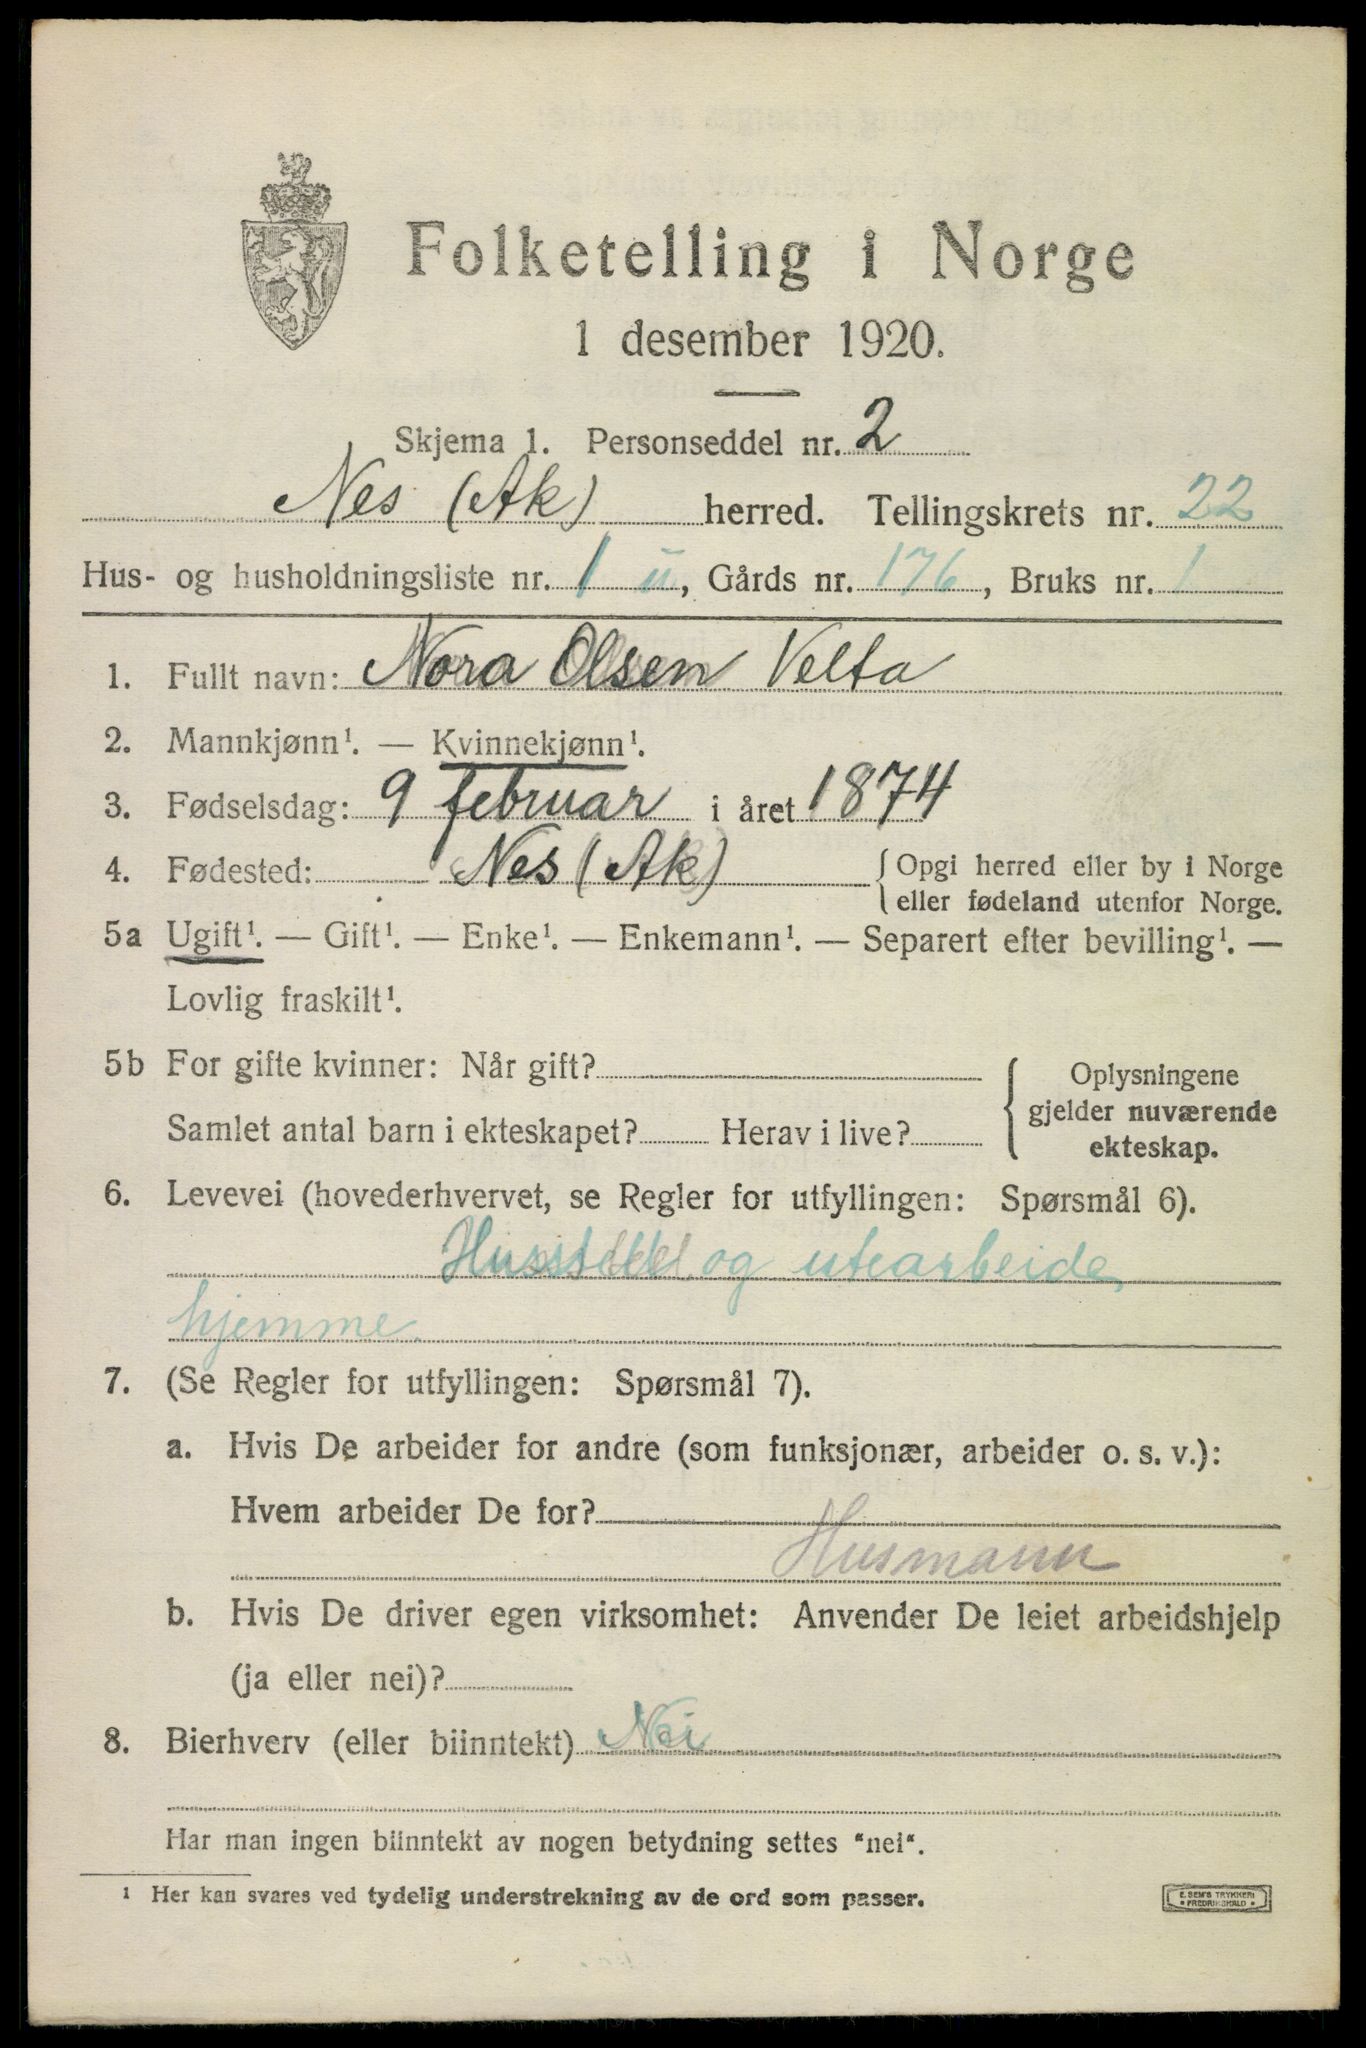 Folketelling i Norge
1 desember 1920.
Skjema 1. Personseddel nr. 2
Nes (Ak) herred. Tellingskrets nr. 22
Hus- og husholdningsliste nr. 1 u, Gårds nr. 176, Bruks nr. 1
1. Fullt navn: Nora Olsen Velta
2. Mannkjønn¹. — Kvinnekjønn¹.
3. Fødselsdag: 9 februar i året 1874
4. Fødested: Nes (Ak) { Opgi herred eller by i Norge
eller fødeland utenfor Norge.
5a Ugift¹. — Gift¹. — Enke¹. — Enkemann¹. — Separert efter bevilling¹. —
Lovlig fraskilt¹.
5b For gifte kvinner: Når gift?
Samlet antal barn i ekteskapet? Herav i live?
{ Oplysningene
gjelder nuværende
ekteskap.
6. Levevei (hovederhvervet, se Regler for utfyllingen: Spørsmål 6).
Husstell og utearbeide
hjemme.
7. (Se Regler for utfyllingen: Spørsmål 7).
a. Hvis De arbeider for andre (som funksjonær, arbeider o. s. v.):
Hvem arbeider De for?
Husmann
b. Hvis De driver egen virksomhet: Anvender De leiet arbeidshjelp
(ja eller nei)?
8. Bierhverv (eller biinntekt) Nei
Har man ingen biinntekt av nogen betydning settes "nei".
¹ Her kan svares ved tydelig understrekning av de ord som passer.
E. SEM'S TRYKKERI
• FREDRIKSHALD •